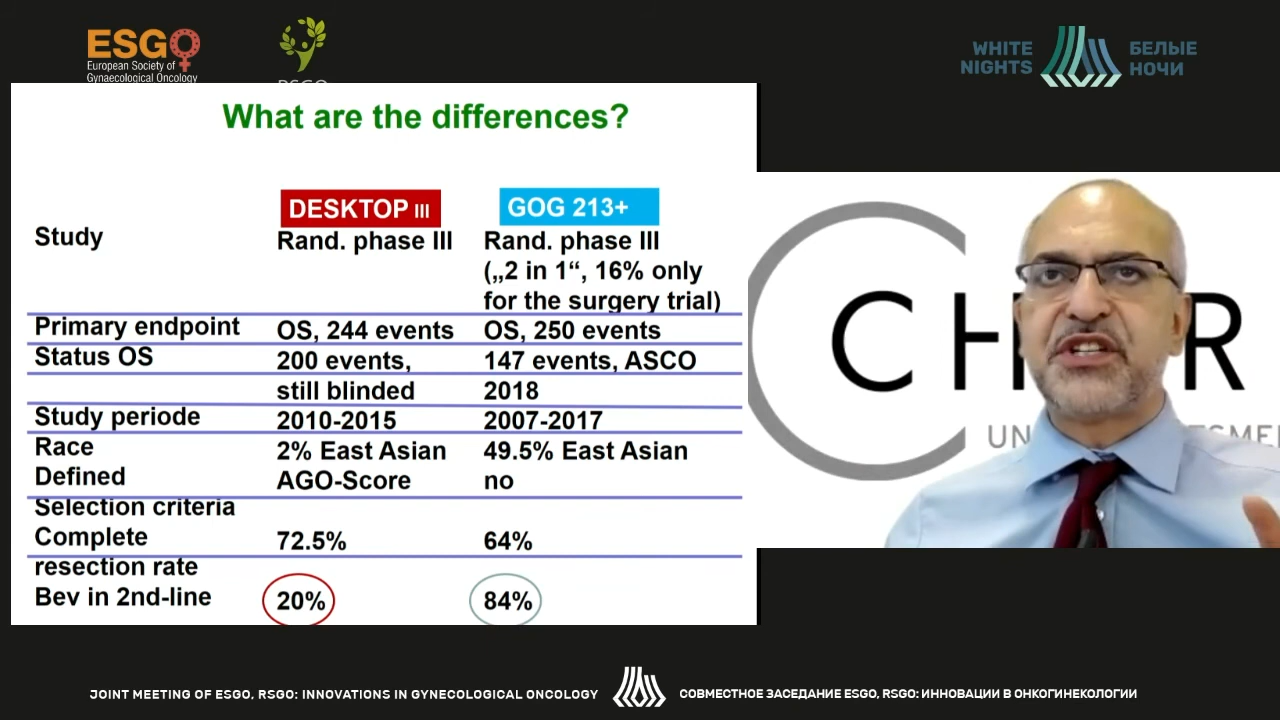 ESGO
European Society of
Gynaecological Oncology
WHITE
NIGHTS
БЕЛЫЕ
НОЧИ
What are the differences?
DESKTOP III
GOG 213+
Study
Rand. phase III
Rand. phase III
(„2 in 1“, 16% only
for the surgery trial)
Primary endpoint
OS, 244 events
OS, 250 events
Status OS
200 events,
147 events, ASCO
still blinded
2018
Study periode
2010-2015
2007-2017
Race
2% East Asian
49.5% East Asian
Defined
AGO-Score
no
Selection criteria
Complete
72.5%
64%
resection rate
Bev in 2nd-line
20%
84%
JOINT MEETING OF ESGO, RSGO: INNOVATIONS IN GYNECOLOGICAL ONCOLOGY
СОВМЕСТНОЕ ЗАСЕДАНИЕ ESGO, RSGO: ИННОВАЦИИ В ОНКОГИНЕКОЛОГИИ